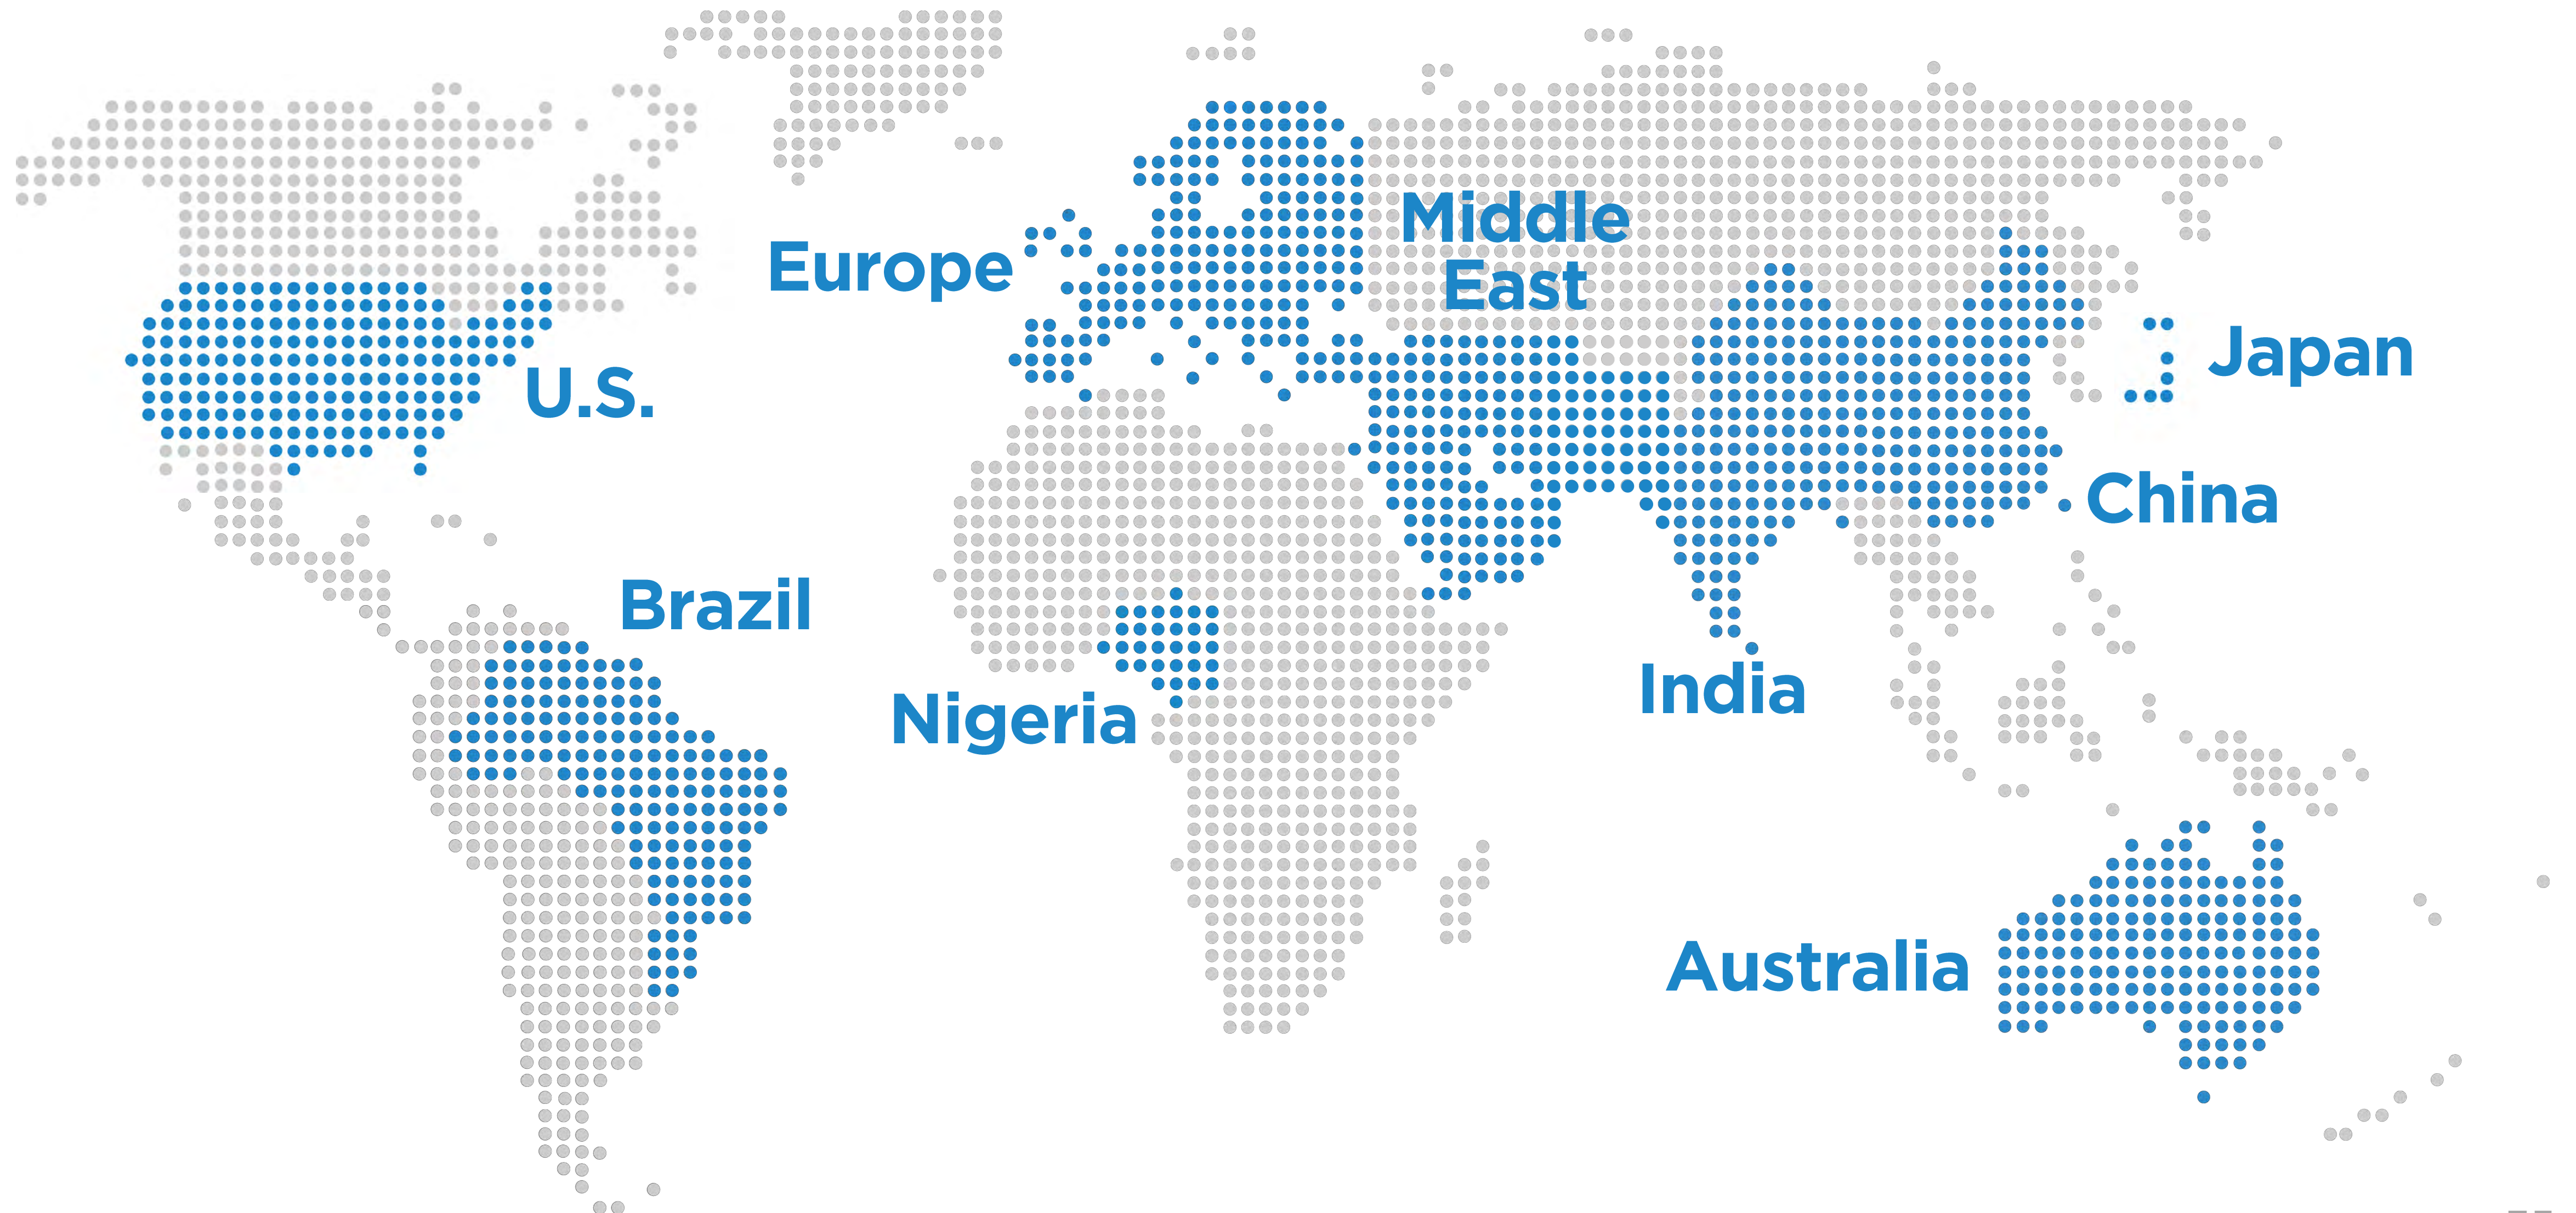 Middle
East
Europe
Japan
U.S.
China
Brazil
India
Nigeria
Australia